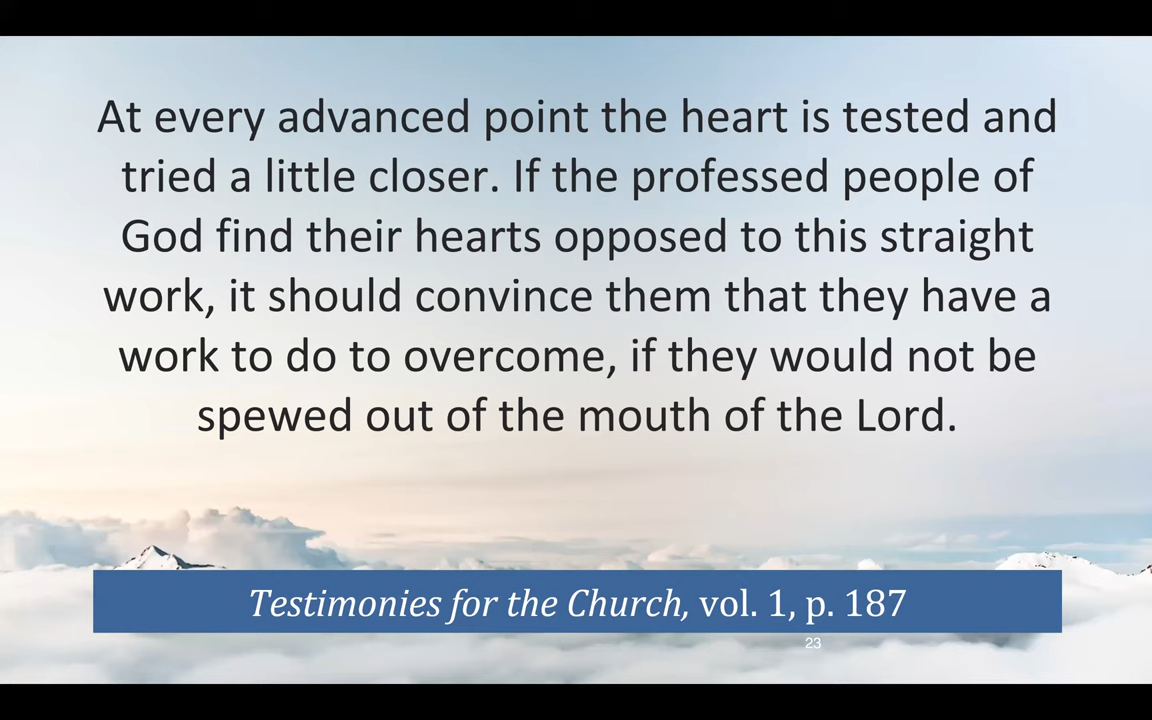 At every advanced point the heart is tested and
tried a little closer. If the professed people of
God find their hearts opposed to this straight
work, it should convince them that they have a
work to do to overcome, if they would not be
spewed out of the mouth of the Lord.
Testimonies for the Church, vol. 1, p. 187
23